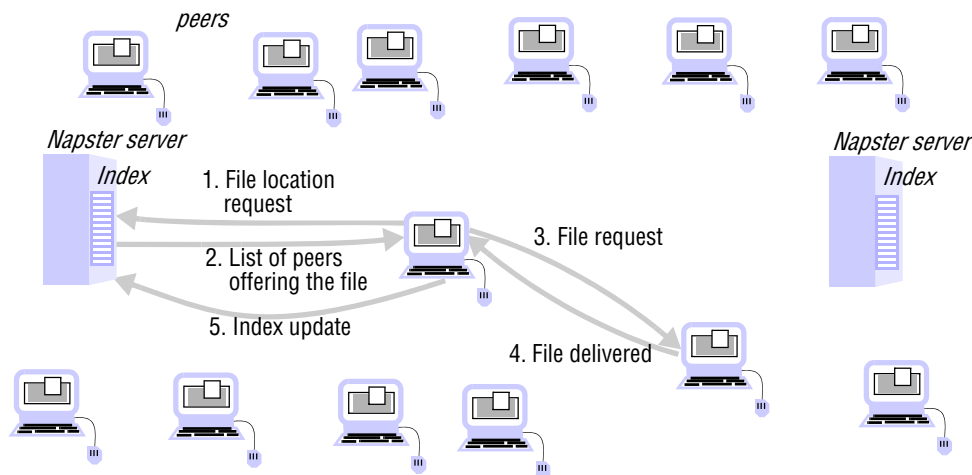 peers
Napster server
Index
Napster server
Index
1. File location
request
2. List of peers
offering the file
3. File request
4. File delivered
5. Index update